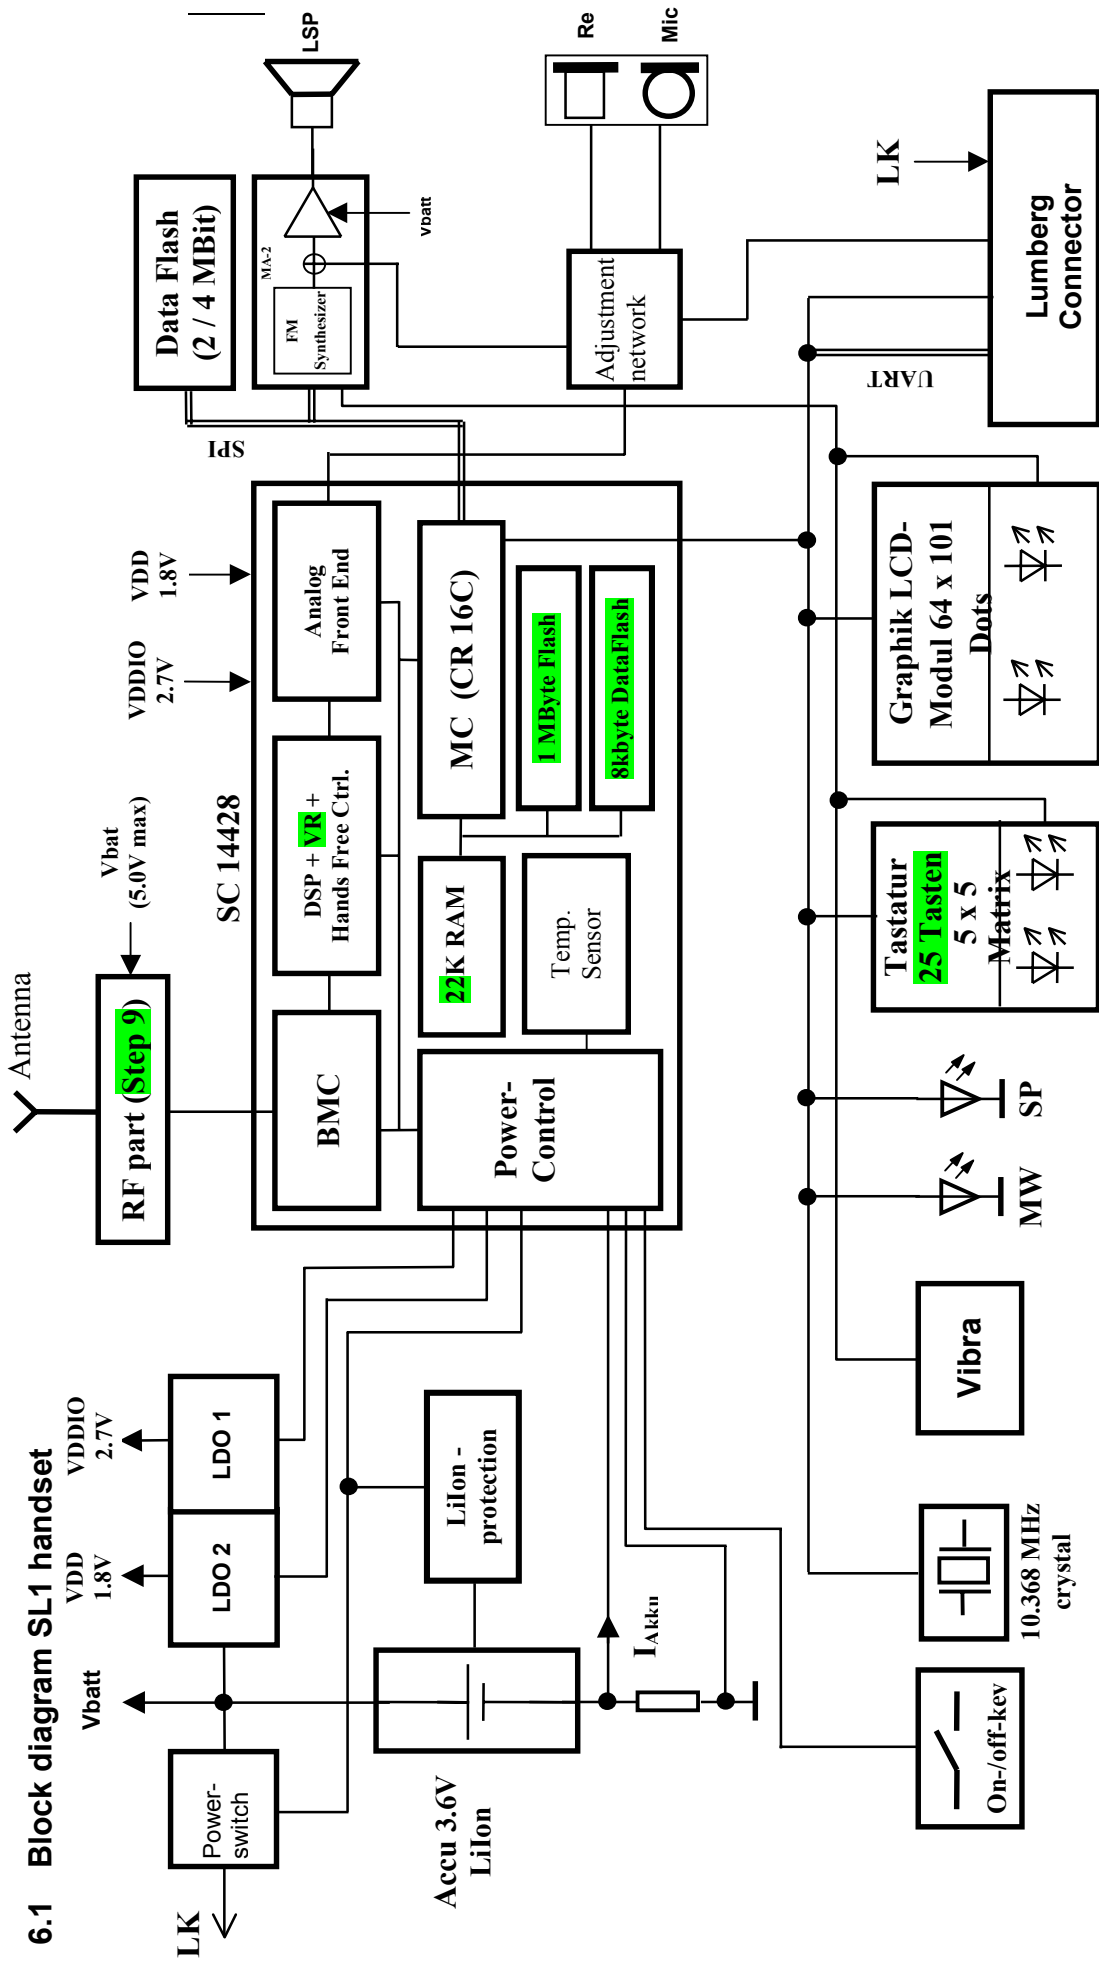 6.1 Block diagram SL1 handset
LK
Power-
switch
Vbatt
VDD
1.8V
LDO 2
VDDIO
2.7V
LDO 1
Accu 3.6V
LiIon
LiIon -
protection
I Akku
On-/off-key
10.368 MHz
crystal
Vibra
MW
SP
Antenna
RF part (Step 9)
Vbat
(5.0V max)
VDDIO
2.7V
VDD
1.8V
SC 14428
BMC
DSP + VR +
Hands Free Ctrl.
Analog
Front End
Power-
Control
22K RAM
Temp.
Sensor
MC (CR 16C)
1 MByte Flash
8kbyte DataFlash
SPI
Data Flash
(2 / 4 MBit)
MA-2
FM
Synthesizer
Vbatt
LSP
Adjustment
network
Re
Mic
Tastatur
25 Tasten
5 x 5
Matrix
Graphik LCD-
Modul 64 x 101
Dots
UART
LK
Lumberg
Connector